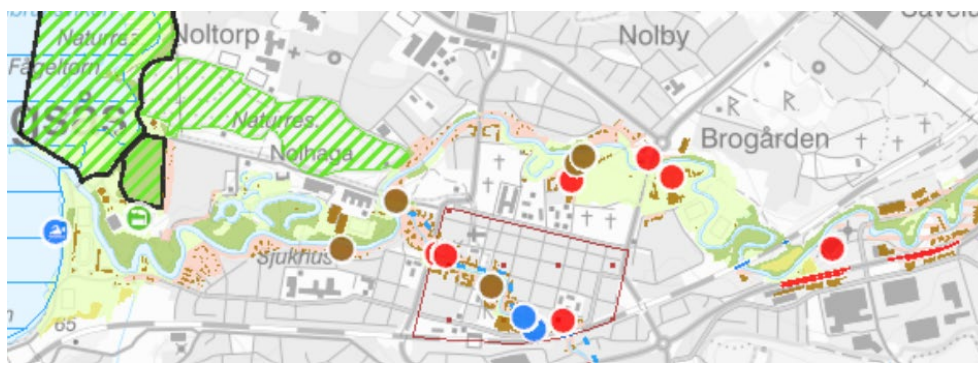 Naturres.
Noltorp
Nolby
Fågeltorn
Naturres.
Nolhaga
Brogården
Sjukhus
65